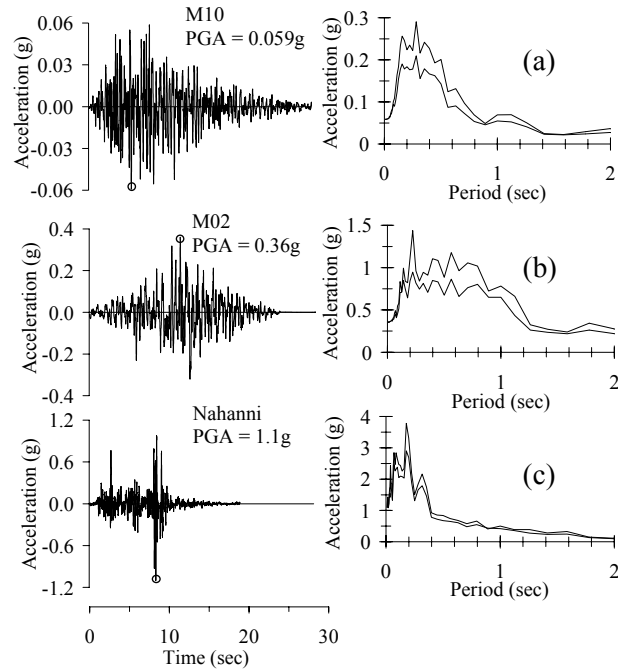 M10
PGA = 0.059g
Acceleration (g)
0.06
0.03
0.00
-0.03
-0.06
(a)
Acceleration (g)
0.3
0.2
0.1
0
0
1
2
Period (sec)
M02
PGA = 0.36g
Acceleration (g)
0.4
0.2
0.0
-0.2
-0.4
(b)
Acceleration (g)
1.5
1
0.5
0
0
1
2
Period (sec)
Nahanni
PGA = 1.1g
Acceleration (g)
1.2
0.6
0.0
-0.6
-1.2
0
10
20
30
Time (sec)
(c)
Acceleration (g)
4
3
2
1
0
0
1
2
Period (sec)